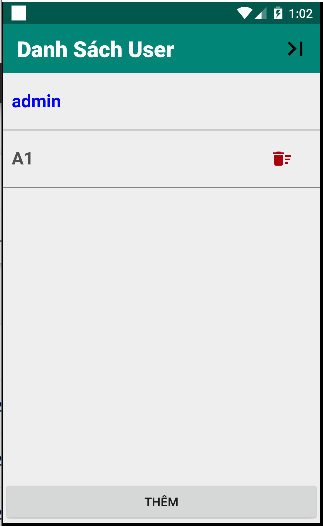 1:02
Danh Sách User
admin
A1
THÊM